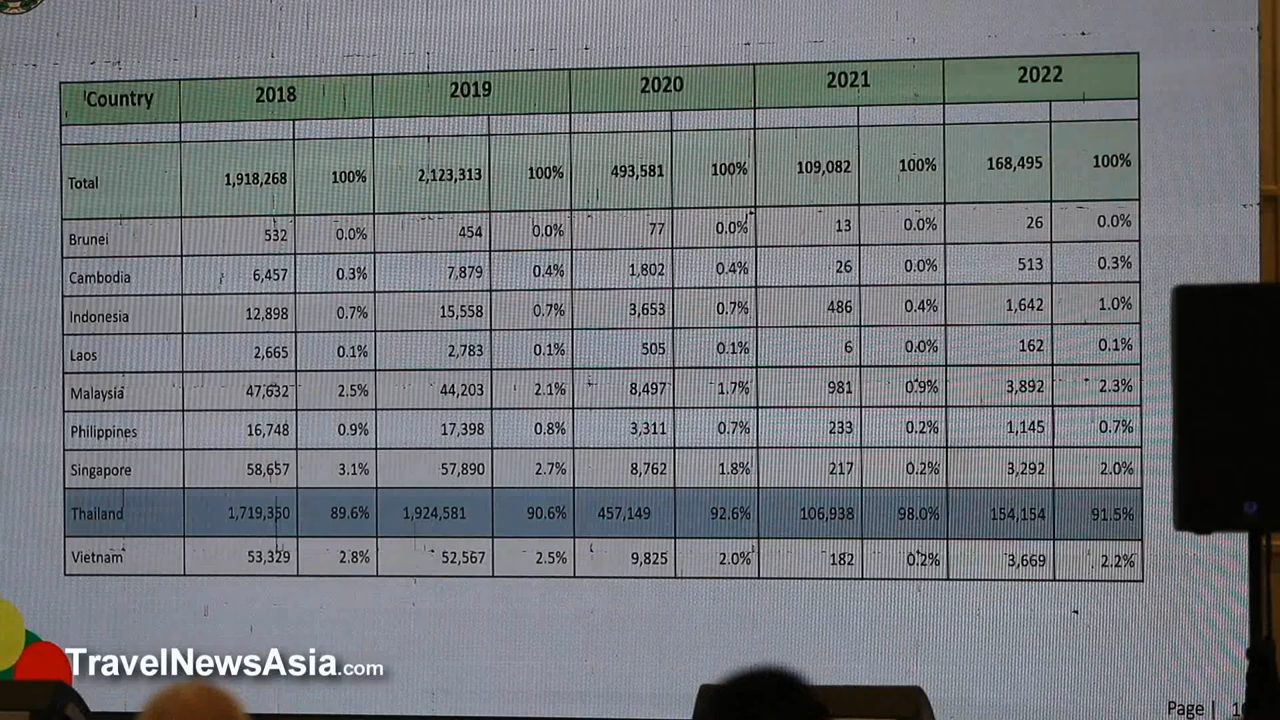 Country 2018 2019 2020 2021 2022
Total 1,918,268 100% 2,123,313 100% 493,581 100% 109,082 100% 168,495 100%
Brunei 532 0.0% 454 0.0% 77 0.0% 13 0.0% 26 0.0%
Cambodia 6,457 0.3% 7,879 0.4% 1,802 0.4% 26 0.0% 513 0.3%
Indonesia 12,898 0.7% 15,558 0.7% 3,653 0.7% 486 0.4% 1,642 1.0%
Laos 2,665 0.1% 2,783 0.1% 505 0.1% 6 0.0% 162 0.1%
Malaysia 47,632 2.5% 44,203 2.1% 8,497 1.7% 981 0.9% 3,892 2.3%
Philippines 16,748 0.9% 17,398 0.8% 3,311 0.7% 233 0.2% 1,145 0.7%
Singapore 58,657 3.1% 57,890 2.7% 8,762 1.8% 217 0.2% 3,292 2.0%
Thailand 1,719,350 89.6% 1,924,581 90.6% 457,149 92.6% 106,938 98.0% 154,154 91.5%
Vietnam 53,329 2.8% 52,567 2.5% 9,825 2.0% 182 0.2% 3,669 2.2%
TravelNewsAsia.com
Page |